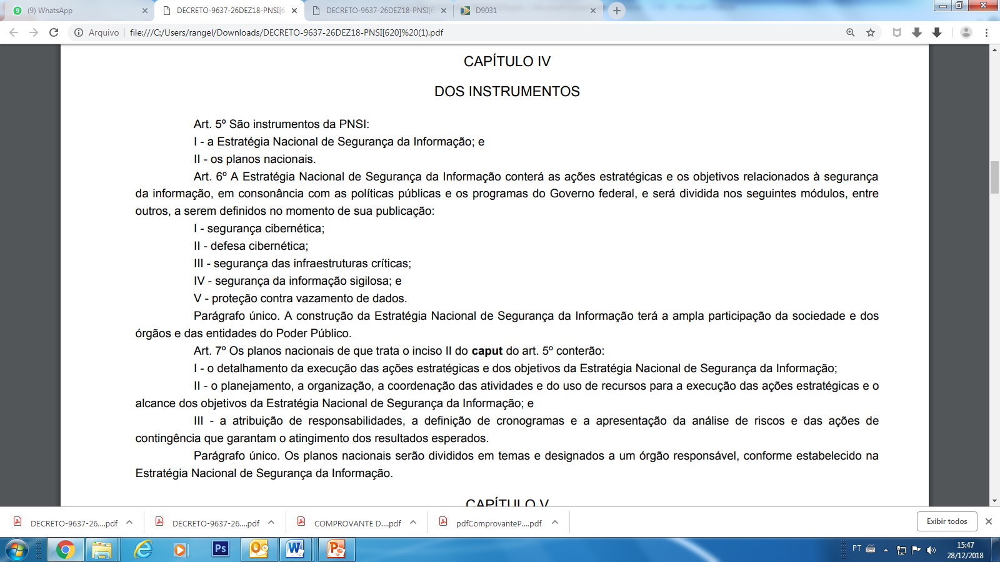 (9) WhatsApp
DECRETO-9637-26DEZ18-PNSI[6
DECRETO-9637-26DEZ18-PNSI[6
D9031
Arquivo
file:///C:/Users/rangel/Downloads/DECRETO-9637-26DEZ18-PNSI[620]%20(1).pdf
CAPÍTULO IV
DOS INSTRUMENTOS
Art. 5º São instrumentos da PNSI:
I - a Estratégia Nacional de Segurança da Informação; e
II - os planos nacionais.
Art. 6º A Estratégia Nacional de Segurança da Informação conterá as ações estratégicas e os objetivos relacionados à segurança
da informação, em consonância com as políticas públicas e os programas do Governo federal, e será dividida nos seguintes módulos, entre
outros, a serem definidos no momento de sua publicação:
I - segurança cibernética;
II - defesa cibernética;
III - segurança das infraestruturas críticas;
IV - segurança da informação sigilosa; e
V - proteção contra vazamento de dados.
Parágrafo único. A construção da Estratégia Nacional de Segurança da Informação terá a ampla participação da sociedade e dos
órgãos e das entidades do Poder Público.
Art. 7º Os planos nacionais de que trata o inciso II do caput do art. 5º conterão:
I - o detalhamento da execução das ações estratégicas e dos objetivos da Estratégia Nacional de Segurança da Informação;
II - o planejamento, a organização, a coordenação das atividades e do uso de recursos para a execução das ações estratégicas e o
alcance dos objetivos da Estratégia Nacional de Segurança da Informação; e
III - a atribuição de responsabilidades, a definição de cronogramas e a apresentação da análise de riscos e das ações de
contingência que garantam o atingimento dos resultados esperados.
Parágrafo único. Os planos nacionais serão divididos em temas e designados a um órgão responsável, conforme estabelecido na
Estratégia Nacional de Segurança da Informação.
CAPÍTULO V
DECRETO-9637-26....pdf
DECRETO-9637-26....pdf
COMPROVANTE D....pdf
pdfComprovanteP....pdf
Exibir todos
Ps
PT
15:47
28/12/2018